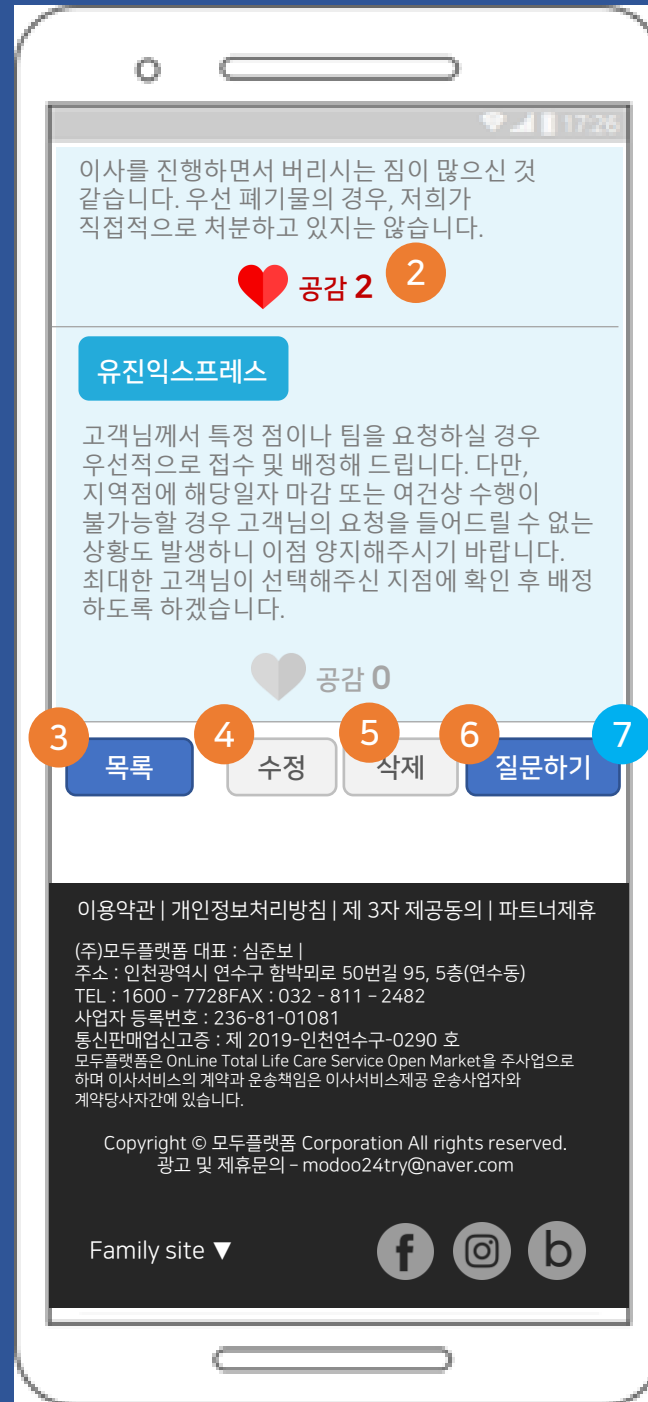 17:26
이사를 진행하면서 버리시는 짐이 많으신 것
같습니다. 우선 폐기물의 경우, 저희가
직접적으로 처분하고 있지는 않습니다.
공감 2
2
유진익스프레스
고객님께서 특정 점이나 팀을 요청하실 경우
우선적으로 접수 및 배정해 드립니다. 다만,
지역점에 해당일자 마감 또는 여건상 수행이
불가능할 경우 고객님의 요청을 들어드릴 수 없는
상황도 발생하니 이점 양지해주시기 바랍니다.
최대한 고객님이 선택해주신 지점에 확인 후 배정
하도록 하겠습니다.
공감 0
3 4 5 6 7
목록 수정 삭제 질문하기
이용약관 | 개인정보처리방침 | 제 3자 제공동의 | 파트너제휴
(주)모두플랫폼 대표 : 심준보 |
주소 : 인천광역시 연수구 함박뫼로 50번길 95, 5층(연수동)
TEL : 1600 - 7728FAX : 032 - 811 – 2482
사업자 등록번호 : 236-81-01081
통신판매업신고증 : 제 2019-인천연수구-0290 호
모두플랫폼은 OnLine Total Life Care Service Open Market을 주사업으로
하며 이사서비스의 계약과 운송책임은 이사서비스제공 운송사업자와
계약당사자간에 있습니다.
Copyright © 모두플랫폼 Corporation All rights reserved.
광고 및 제휴문의 – modoo24try@naver.com
Family site ▼
f b